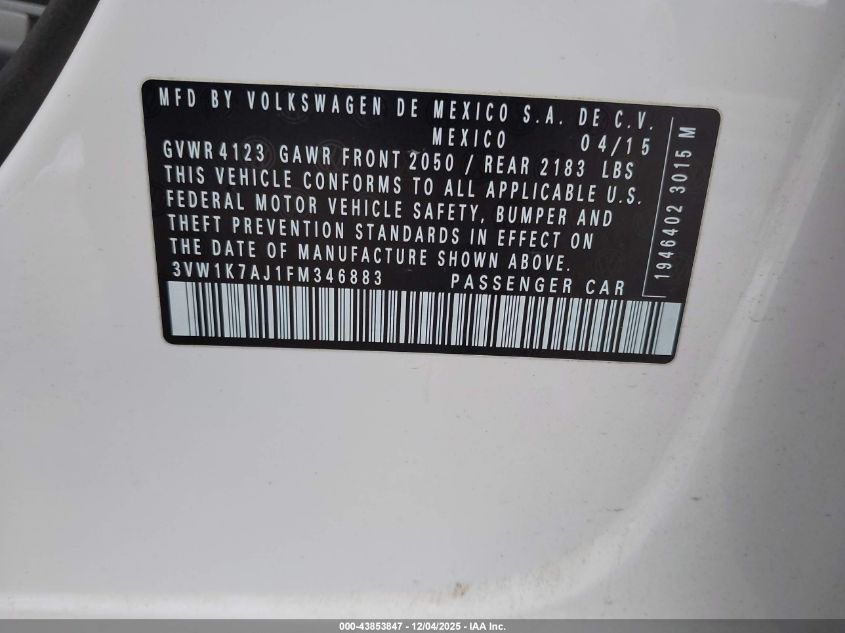 MFD BY VOLKSWAGEN DE MEXICO S.A. DE C.V.
MEXICO 04/15
GVWR 4123 GAWR FRONT 2050 / REAR 2183 LBS
THIS VEHICLE CONFORMS TO ALL APPLICABLE U.S.
FEDERAL MOTOR VEHICLE SAFETY, BUMPER AND
THEFT PREVENTION STANDARDS IN EFFECT ON
THE DATE OF MANUFACTURE SHOWN ABOVE.
3VW1K7AJ1FM346883 PASSENGER CAR
1946402 3015 M
000-43853847 - 12/04/2025 - IAA Inc.